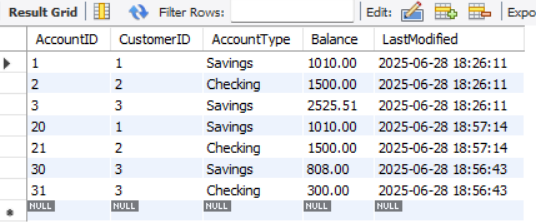 Result Grid Filter Rows: Edit: Expo
AccountID CustomerID AccountType Balance LastModified
1 1 Savings 1010.00 2025-06-28 18:26:11
2 2 Checking 1500.00 2025-06-28 18:26:11
3 3 Savings 2525.51 2025-06-28 18:26:11
20 1 Savings 1010.00 2025-06-28 18:57:14
21 2 Checking 1500.00 2025-06-28 18:57:14
30 3 Savings 808.00 2025-06-28 18:56:43
31 3 Checking 300.00 2025-06-28 18:56:43
NULL NULL NULL NULL NULL